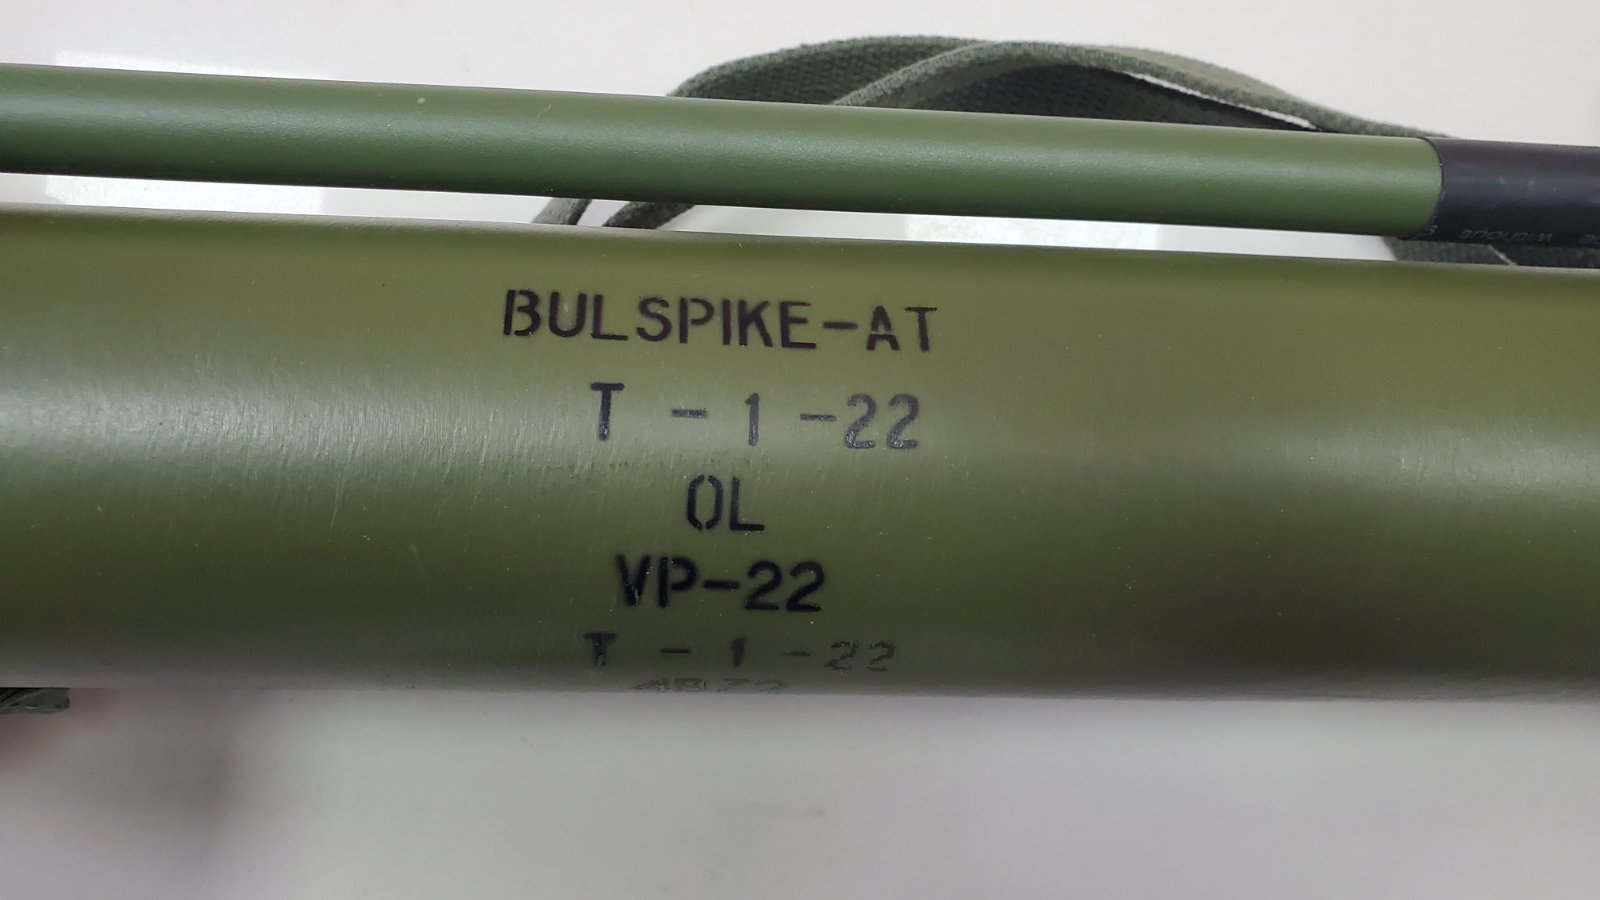 BULSPIKE-AT
T - 1 -22
OL
VP-22
T - 1 -22